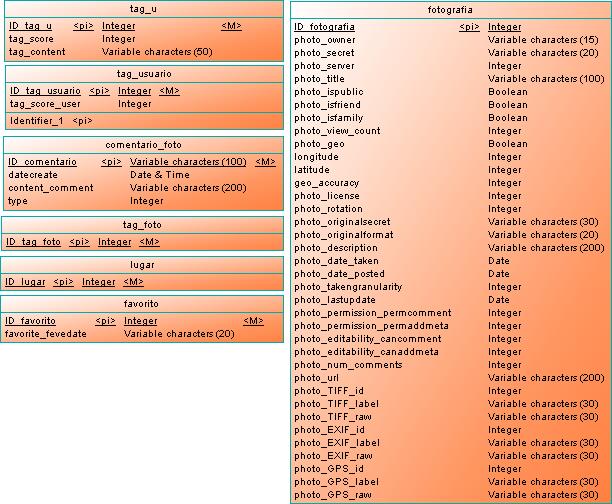 tag_u
ID_tag_u <pi> Integer <M>
tag_score Integer
tag_content Variable characters (50)
tag_usuario
ID_tag_usuario <pi> Integer <M>
tag_score_user Integer
Identifier_1 <pi>
comentario_foto
ID_comentario <pi> Variable characters (100) <M>
datecreate Date & Time
content_comment Variable characters (200)
type Integer
tag_foto
ID_tag_foto <pi> Integer <M>
lugar
ID_lugar <pi> Integer <M>
favorito
ID_favorito <pi> Integer <M>
favorite_fevedate Variable characters (20)
fotografia
ID_fotografia <pi> Integer
photo_owner Variable characters (15)
photo_secret Variable characters (20)
photo_server Integer
photo_title Variable characters (100)
photo_ispublic Boolean
photo_isfriend Boolean
photo_isfamily Boolean
photo_view_count Integer
photo_geo Boolean
longitude Integer
latitude Integer
geo_accuracy Integer
photo_license Integer
photo_rotation Integer
photo_originalsecret Variable characters (30)
photo_originalformat Variable characters (20)
photo_description Variable characters (200)
photo_date_taken Date
photo_date_posted Date
photo_takengranularity Integer
photo_lastupdate Date
photo_permission_permcomment Integer
photo_permission_permaddmeta Integer
photo_editability_cancomment Integer
photo_editability_canaddmeta Integer
photo_num_comments Integer
photo_url Variable characters (200)
photo_TIFF_id Integer
photo_TIFF_label Variable characters (30)
photo_TIFF_raw Variable characters (30)
photo_EXIF_id Integer
photo_EXIF_label Variable characters (30)
photo_EXIF_raw Variable characters (30)
photo_GPS_id Integer
photo_GPS_label Variable characters (30)
photo_GPS_raw Variable characters (30)